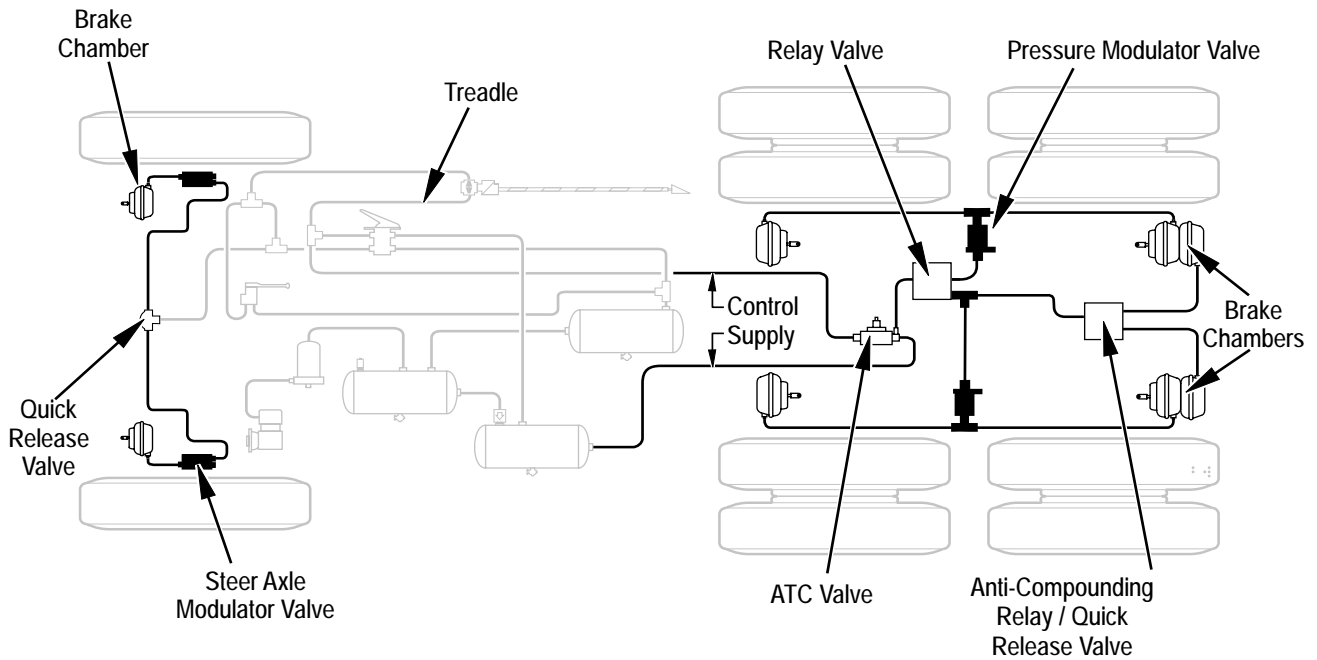 Brake
Chamber
Treadle
Relay Valve
Pressure Modulator Valve
Control
Supply
Brake
Chambers
Quick
Release
Valve
Steer Axle
Modulator Valve
ATC Valve
Anti-Compounding
Relay / Quick
Release Valve